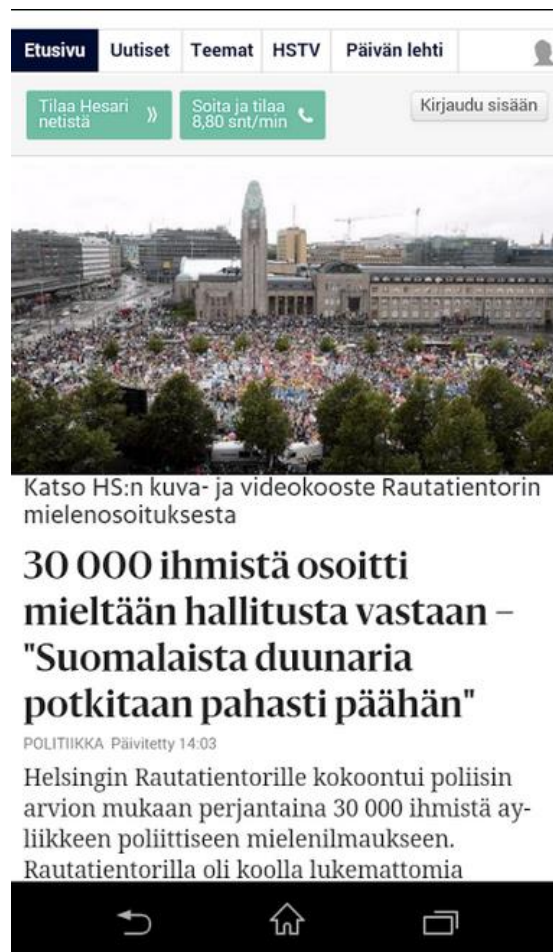 Etusivu Uutiset Teemat HSTV Päivän lehti
Tilaa Hesari
netistä
Soita ja tilaa
8,80 snt/min
Kirjaudu sisään
Katso HS:n kuva- ja videokooste Rautatientorin
mielenosoituksesta
30 000 ihmistä osoitti
mieltään hallitusta vastaan –
"Suomalaista duunaria
potkitaan pahasti päähän"
POLITIIKKA Päivitetty 14:03
Helsingin Rautatientorille kokoontui poliisin
arvion mukaan perjantaina 30 000 ihmistä ay-
liikkeen poliittiseen mielenilmaukseen.
Rautatientorilla oli koolla lukemattomia